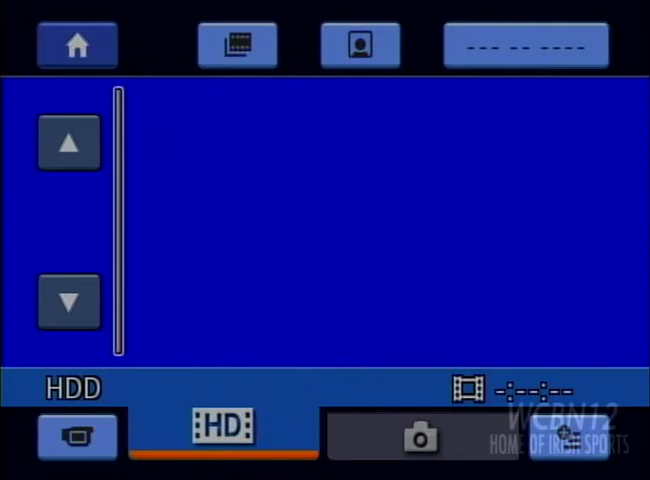 --- -- ----
HDD
-:--:--
HD
WCBN12
HOME OF IRISH SPORTS